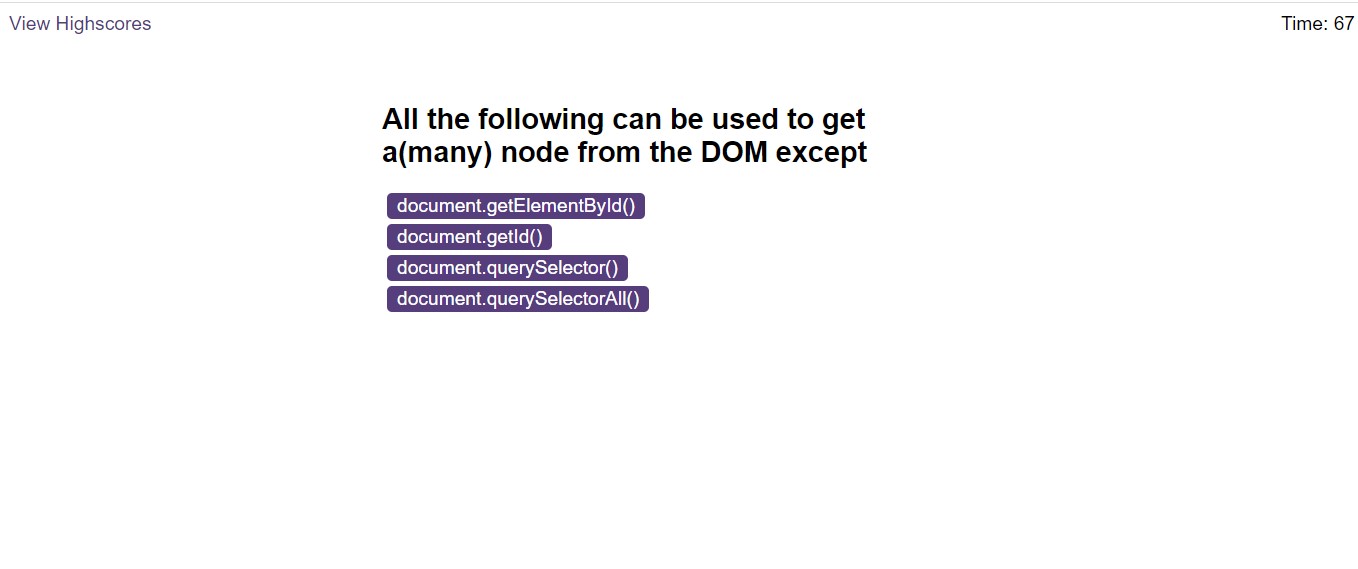 View Highscores
Time: 67
All the following can be used to get
a(many) node from the DOM except
document.getElementById()
document.getId()
document.querySelector()
document.querySelectorAll()